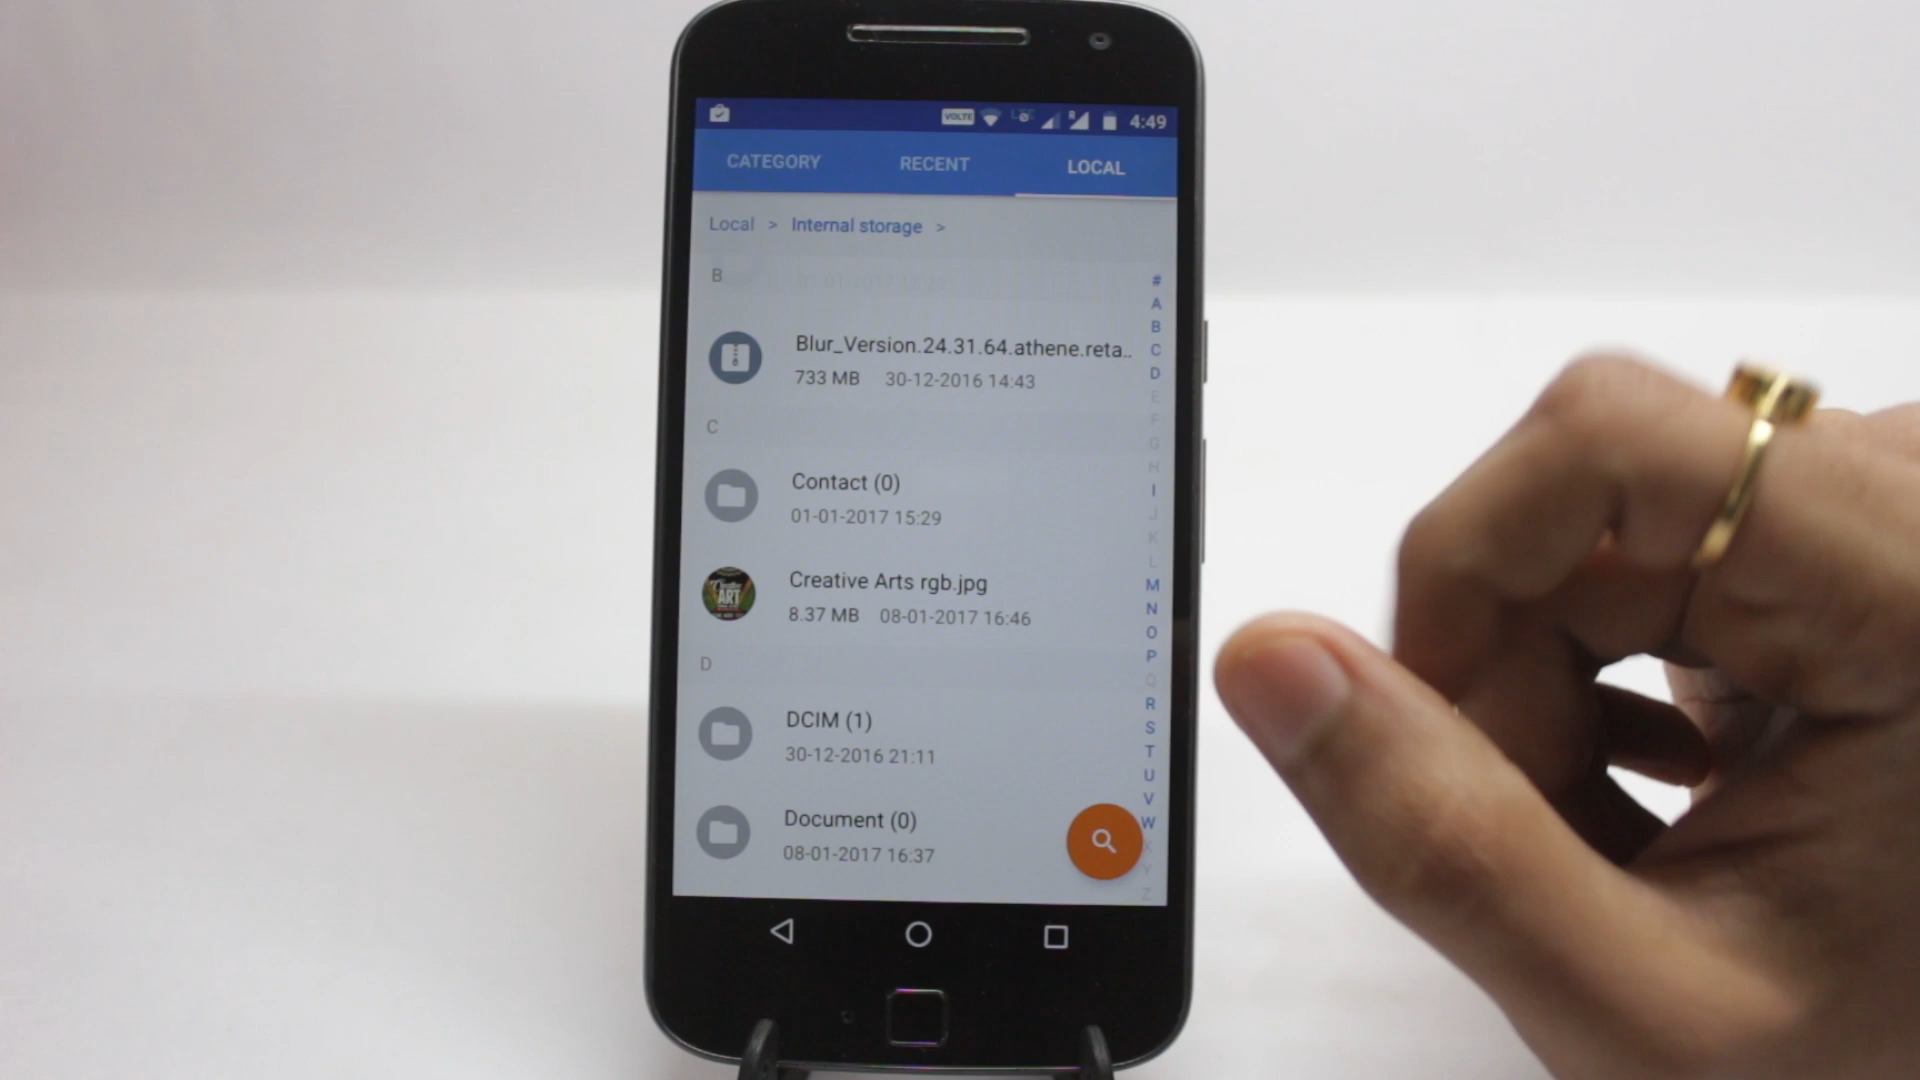 VOLTE 4:49
CATEGORY RECENT LOCAL
Local > Internal storage >
B
Blur_Version.24.31.64.athene.reta..
733 MB 30-12-2016 14:43
C
Contact (0)
01-01-2017 15:29
Creative Arts rgb.jpg
8.37 MB 08-01-2017 16:46
ART
D
DCIM (1)
30-12-2016 21:11
Document (0)
08-01-2017 16:37
#
A
B
C
D
E
F
G
H
I
J
K
L
M
N
O
P
Q
R
S
T
U
V
W
X
Y
Z